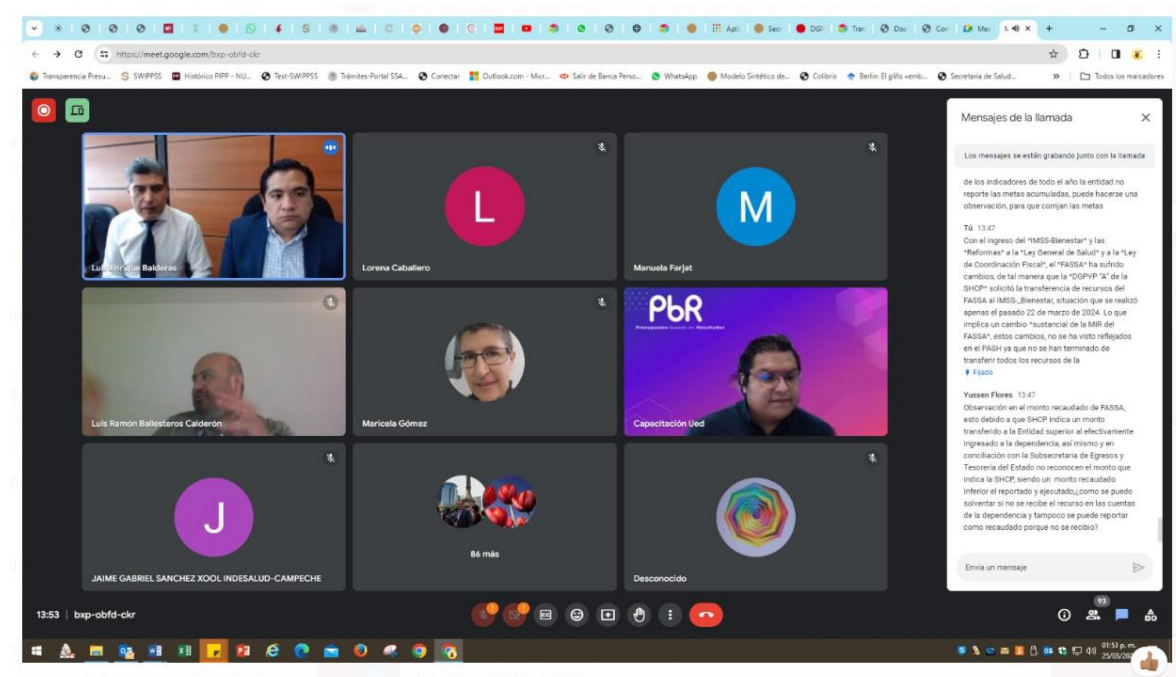 Apli
Sec
DGF
Tran
Doc
Con
Me
https://meet.google.com/bxp-obfd-ckr
Transparencia Presu...
SWIPPSS
Histórico PIPP - NU...
Test-SWIPPSS
Trámites-Portal SSA...
Conectar
Outlook.com - Micr...
Salir de Banca Perso...
WhatsApp
Modelo Sintético de...
Colibris
Berlin: El glifo «emb...
Secretaria de Salud...
Todos los marcadores
Luis Enrique Balderas
L
Lorena Caballero
M
Manuela Farjat
Luis Ramón Ballesteros Calderón
Maricela Gómez
PbR
Presupuesto basado en Resultados
Capacitación Ued
J
JAIME GABRIEL SANCHEZ XOOL INDESALUD-CAMPECHE
86 más
Desconocido
Mensajes de la llamada
Los mensajes se están grabando junto con la llamada
de los indicadores de todo el año la entidad no
reporte las metas acumuladas, puede hacerse una
observación, para que corrijan las metas
Tú 13:47
Con el ingreso del *IMSS-Bienestar* y las
*Reformas* a la *Ley General de Salud* y a la *Ley
de Coordinación Fiscal*, el *FASSA* ha sufrido
cambios, de tal manera que la *DGPYP "A" de la
SHCP* solicitó la transferencia de recursos del
FASSA al IMSS-_Bienestar, situación que se realizó
apenas el pasado 22 de marzo de 2024. Lo que
implica un cambio *sustancial de la MIR del
FASSA*, estos cambios, no se ha visto reflejados
en el PASH ya que no se han terminado de
transferir todos los recursos de la
Fijado
Yussen Flores 13:47
Observación en el monto recaudado de FASSA,
esto debido a que SHCP indica un monto
transferido a la Entidad superior al efectivamente
ingresado a la dependencia, así mismo y en
conciliación con la Subsecretaria de Egresos y
Tesorería del Estado no reconocen el monto que
indica la SHCP, siendo un monto recaudado
inferior el reportado y ejecutado,¿como se puedo
solventar si no se recibe el recurso en las cuentas
de la dependencia y tampoco se puede reportar
como recaudado porque no se recibio?
Envía un mensaje
13:53 | bxp-obfd-ckr
93
01:53 p. m.